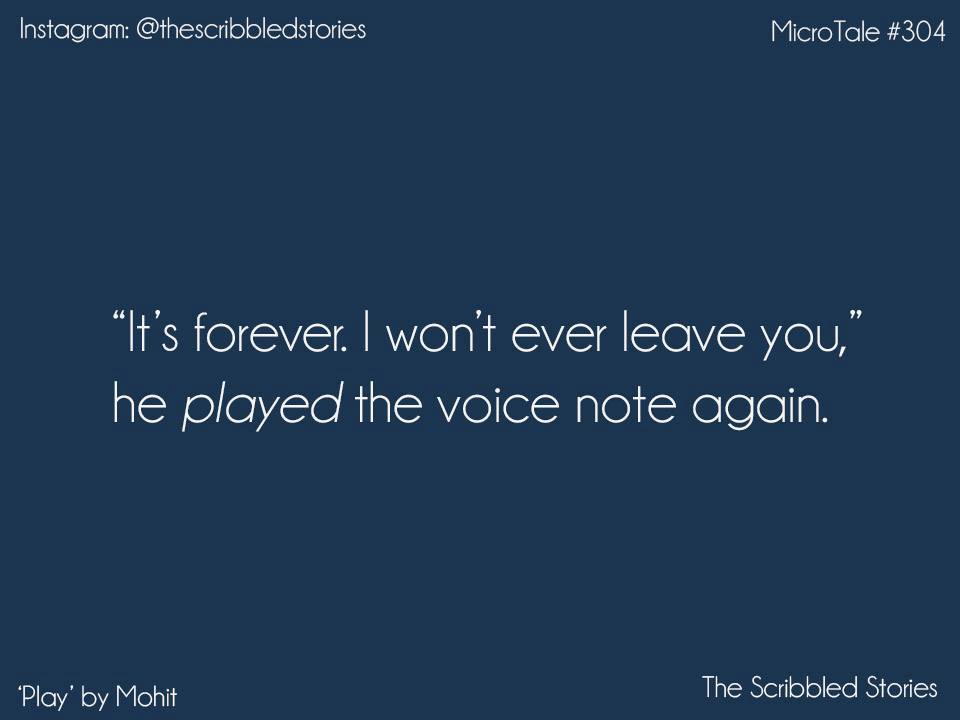 Instagram: @thescribbledstories
MicroTale #304
“It’s forever. I won’t ever leave you,”
he played the voice note again.
‘Play’ by Mohit
The Scribbled Stories